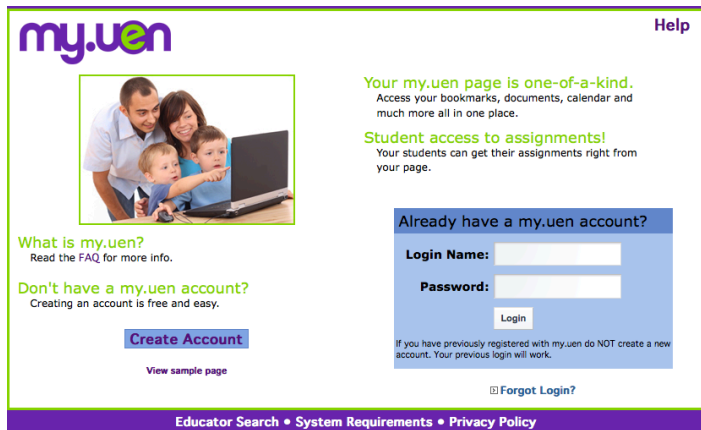 my.uen
Help
Your my.uen page is one-of-a-kind.
Access your bookmarks, documents, calendar and
much more all in one place.
Student access to assignments!
Your students can get their assignments right from
your page.
What is my.uen?
Read the FAQ for more info.
Don't have a my.uen account?
Creating an account is free and easy.
Create Account
View sample page
Already have a my.uen account?
Login Name:
Password:
Login
If you have previously registered with my.uen do NOT create a new
account. Your previous login will work.
Forgot Login?
Educator Search • System Requirements • Privacy Policy